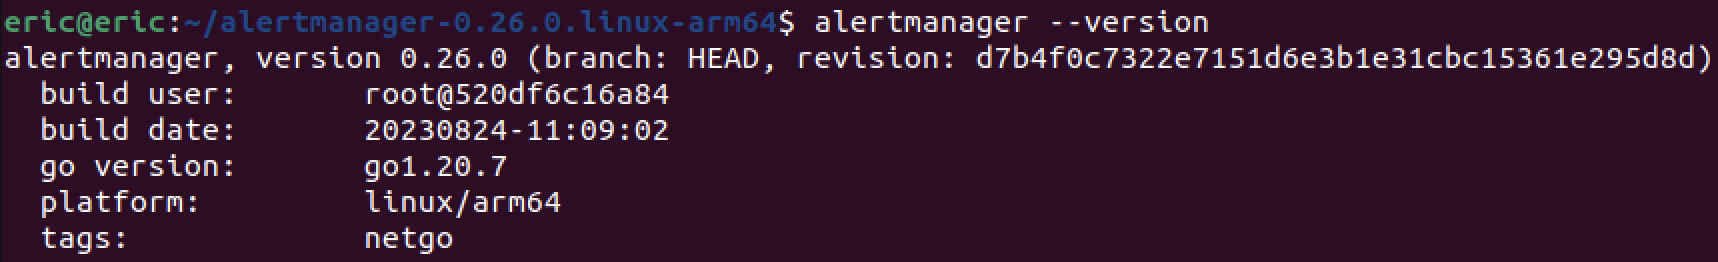 eric@eric:~/alertmanager-0.26.0.linux-arm64$ alertmanager --version
alertmanager, version 0.26.0 (branch: HEAD, revision: d7b4f0c7322e7151d6e3b1e31cbc15361e295d8d)
  build user:       root@520df6c16a84
  build date:       20230824-11:09:02
  go version:       go1.20.7
  platform:         linux/arm64
  tags:             netgo